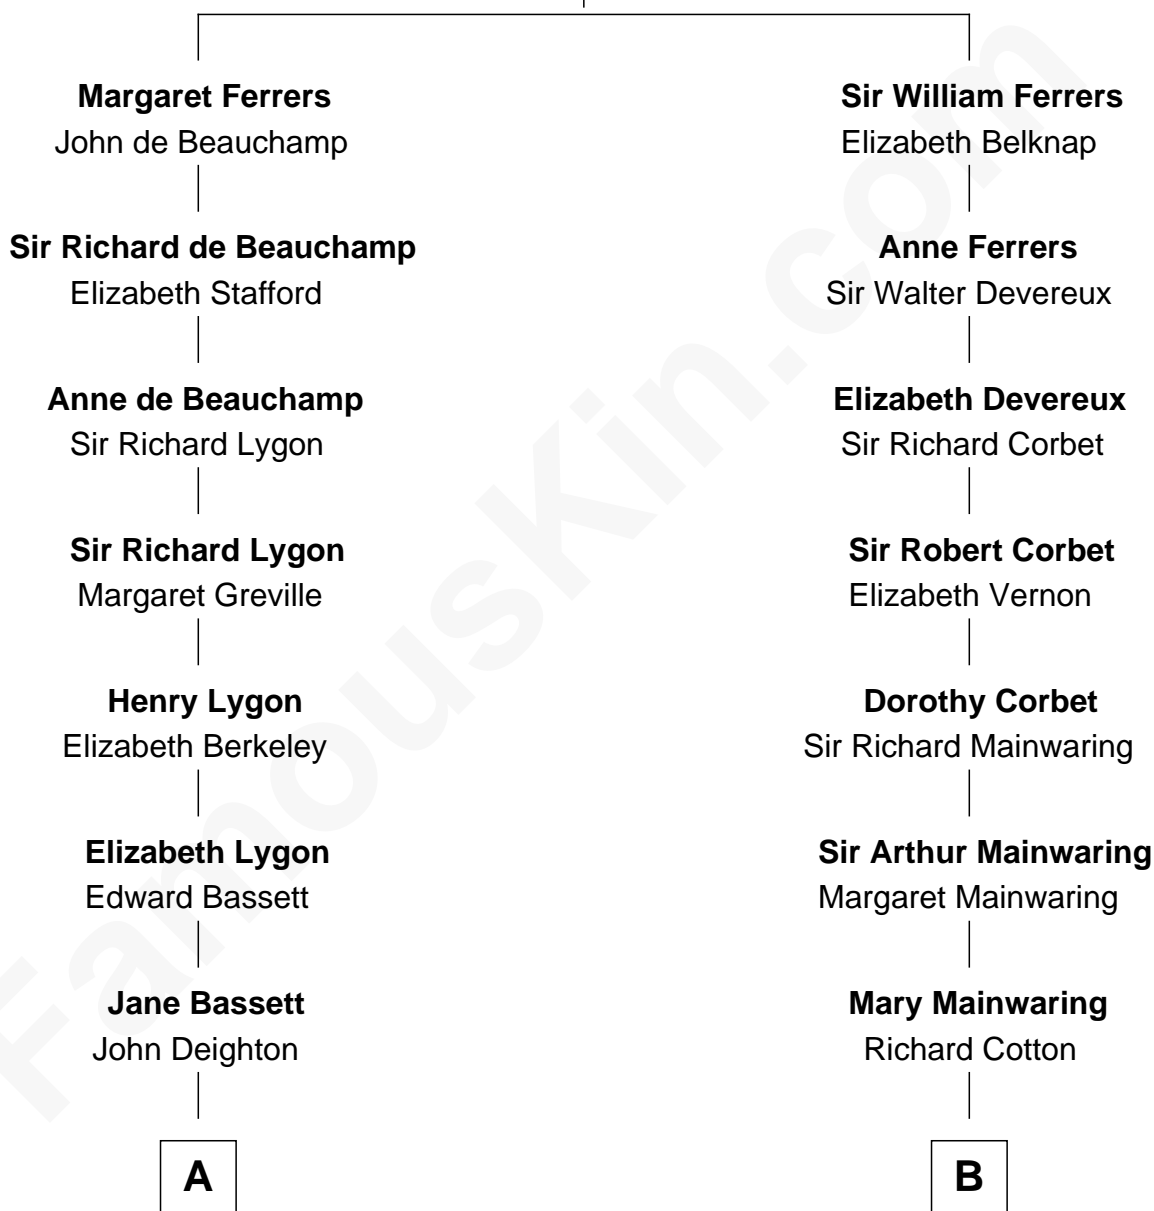 Margaret Ferrers
John de Beauchamp
Sir Richard de Beauchamp
Elizabeth Stafford
Anne de Beauchamp
Sir Richard Lygon
Sir Richard Lygon
Margaret Greville
Henry Lygon
Elizabeth Berkeley
Elizabeth Lygon
Edward Bassett
Jane Bassett
John Deighton
A
Sir William Ferrers
Elizabeth Belknap
Anne Ferrers
Sir Walter Devereux
Elizabeth Devereux
Sir Richard Corbet
Sir Robert Corbet
Elizabeth Vernon
Dorothy Corbet
Sir Richard Mainwaring
Sir Arthur Mainwaring
Margaret Mainwaring
Mary Mainwaring
Richard Cotton
B
FamousKin.com